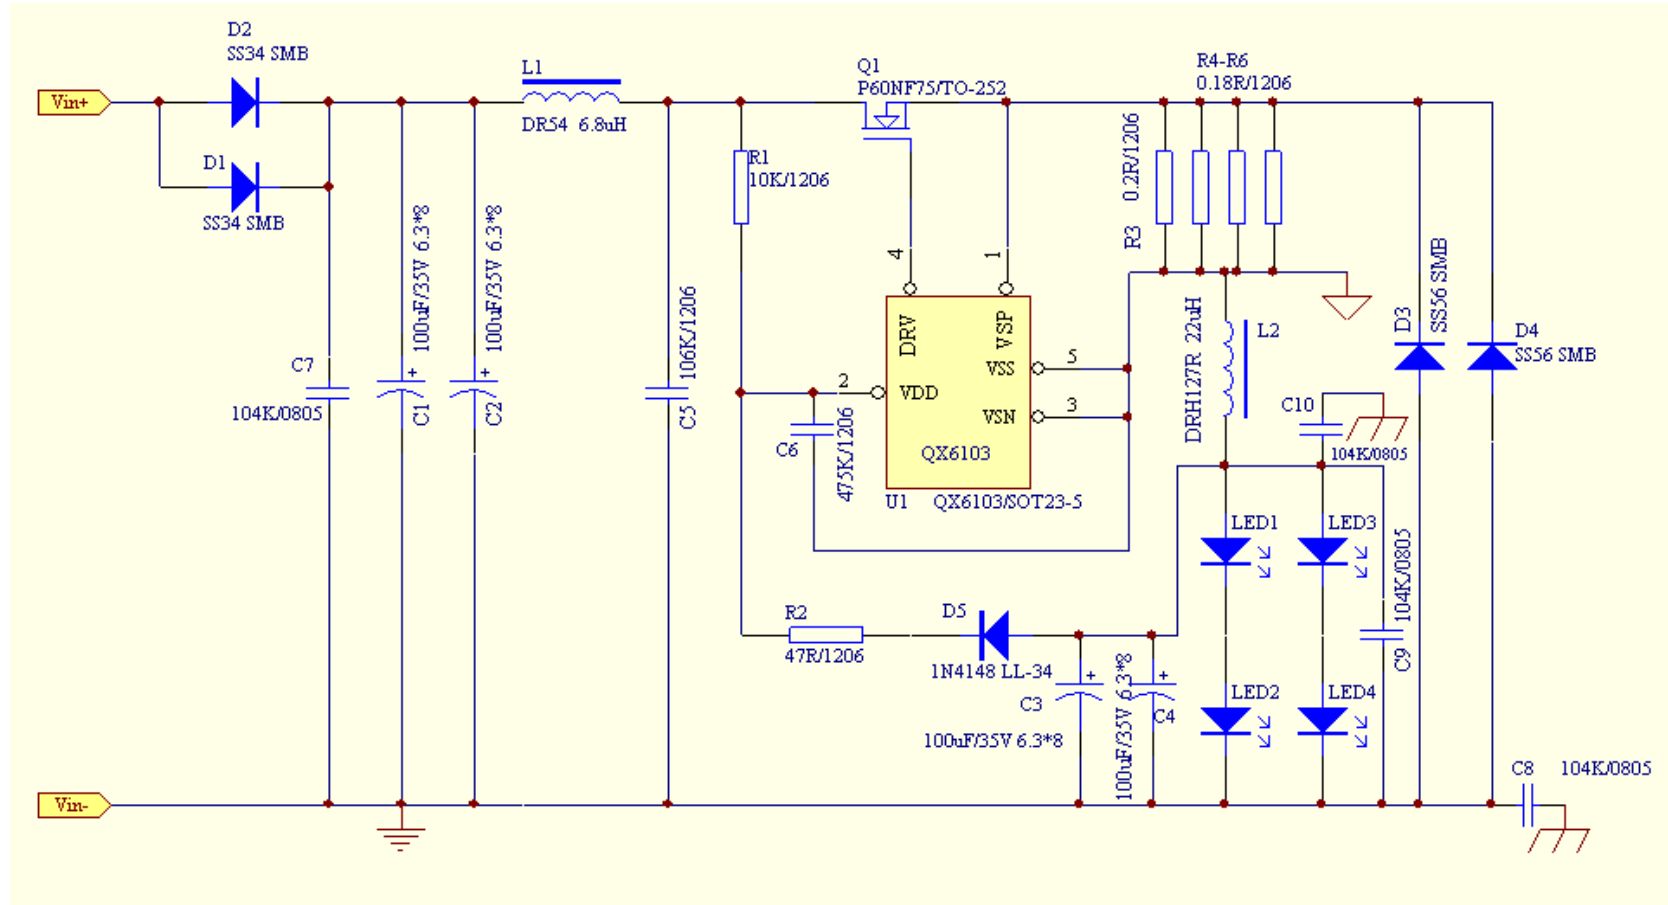 D2
SS34 SMB
Vin+
D1
SS34 SMB
L1
DR54 6.8uH
Q1
P60NF75/TO-252
R4-R6
0.18R/1206
R1
10K/1206
R3 0.2R/1206
C7
104K/0805
C1 100uF/35V 6.3*8
C2 100uF/35V 6.3*8
C5 106K/1206
4
1
DRV
VSP
VSS
5
2
VDD
VSN
3
QX6103
U1
QX6103/SOT23-5
C6
475K/1206
DRH127R 22uH
L2
D3
SS56 SMB
D4
SS56 SMB
C10
104K/0805
LED1
LED3
C9 104K/0805
R2
47R/1206
D5
1N4148 LL-34
+
+
+
+
C3
100uF/35V 6.3*8
C4
100uF/35V 6.3*8
LED2
LED4
Vin-
C8
104K/0805